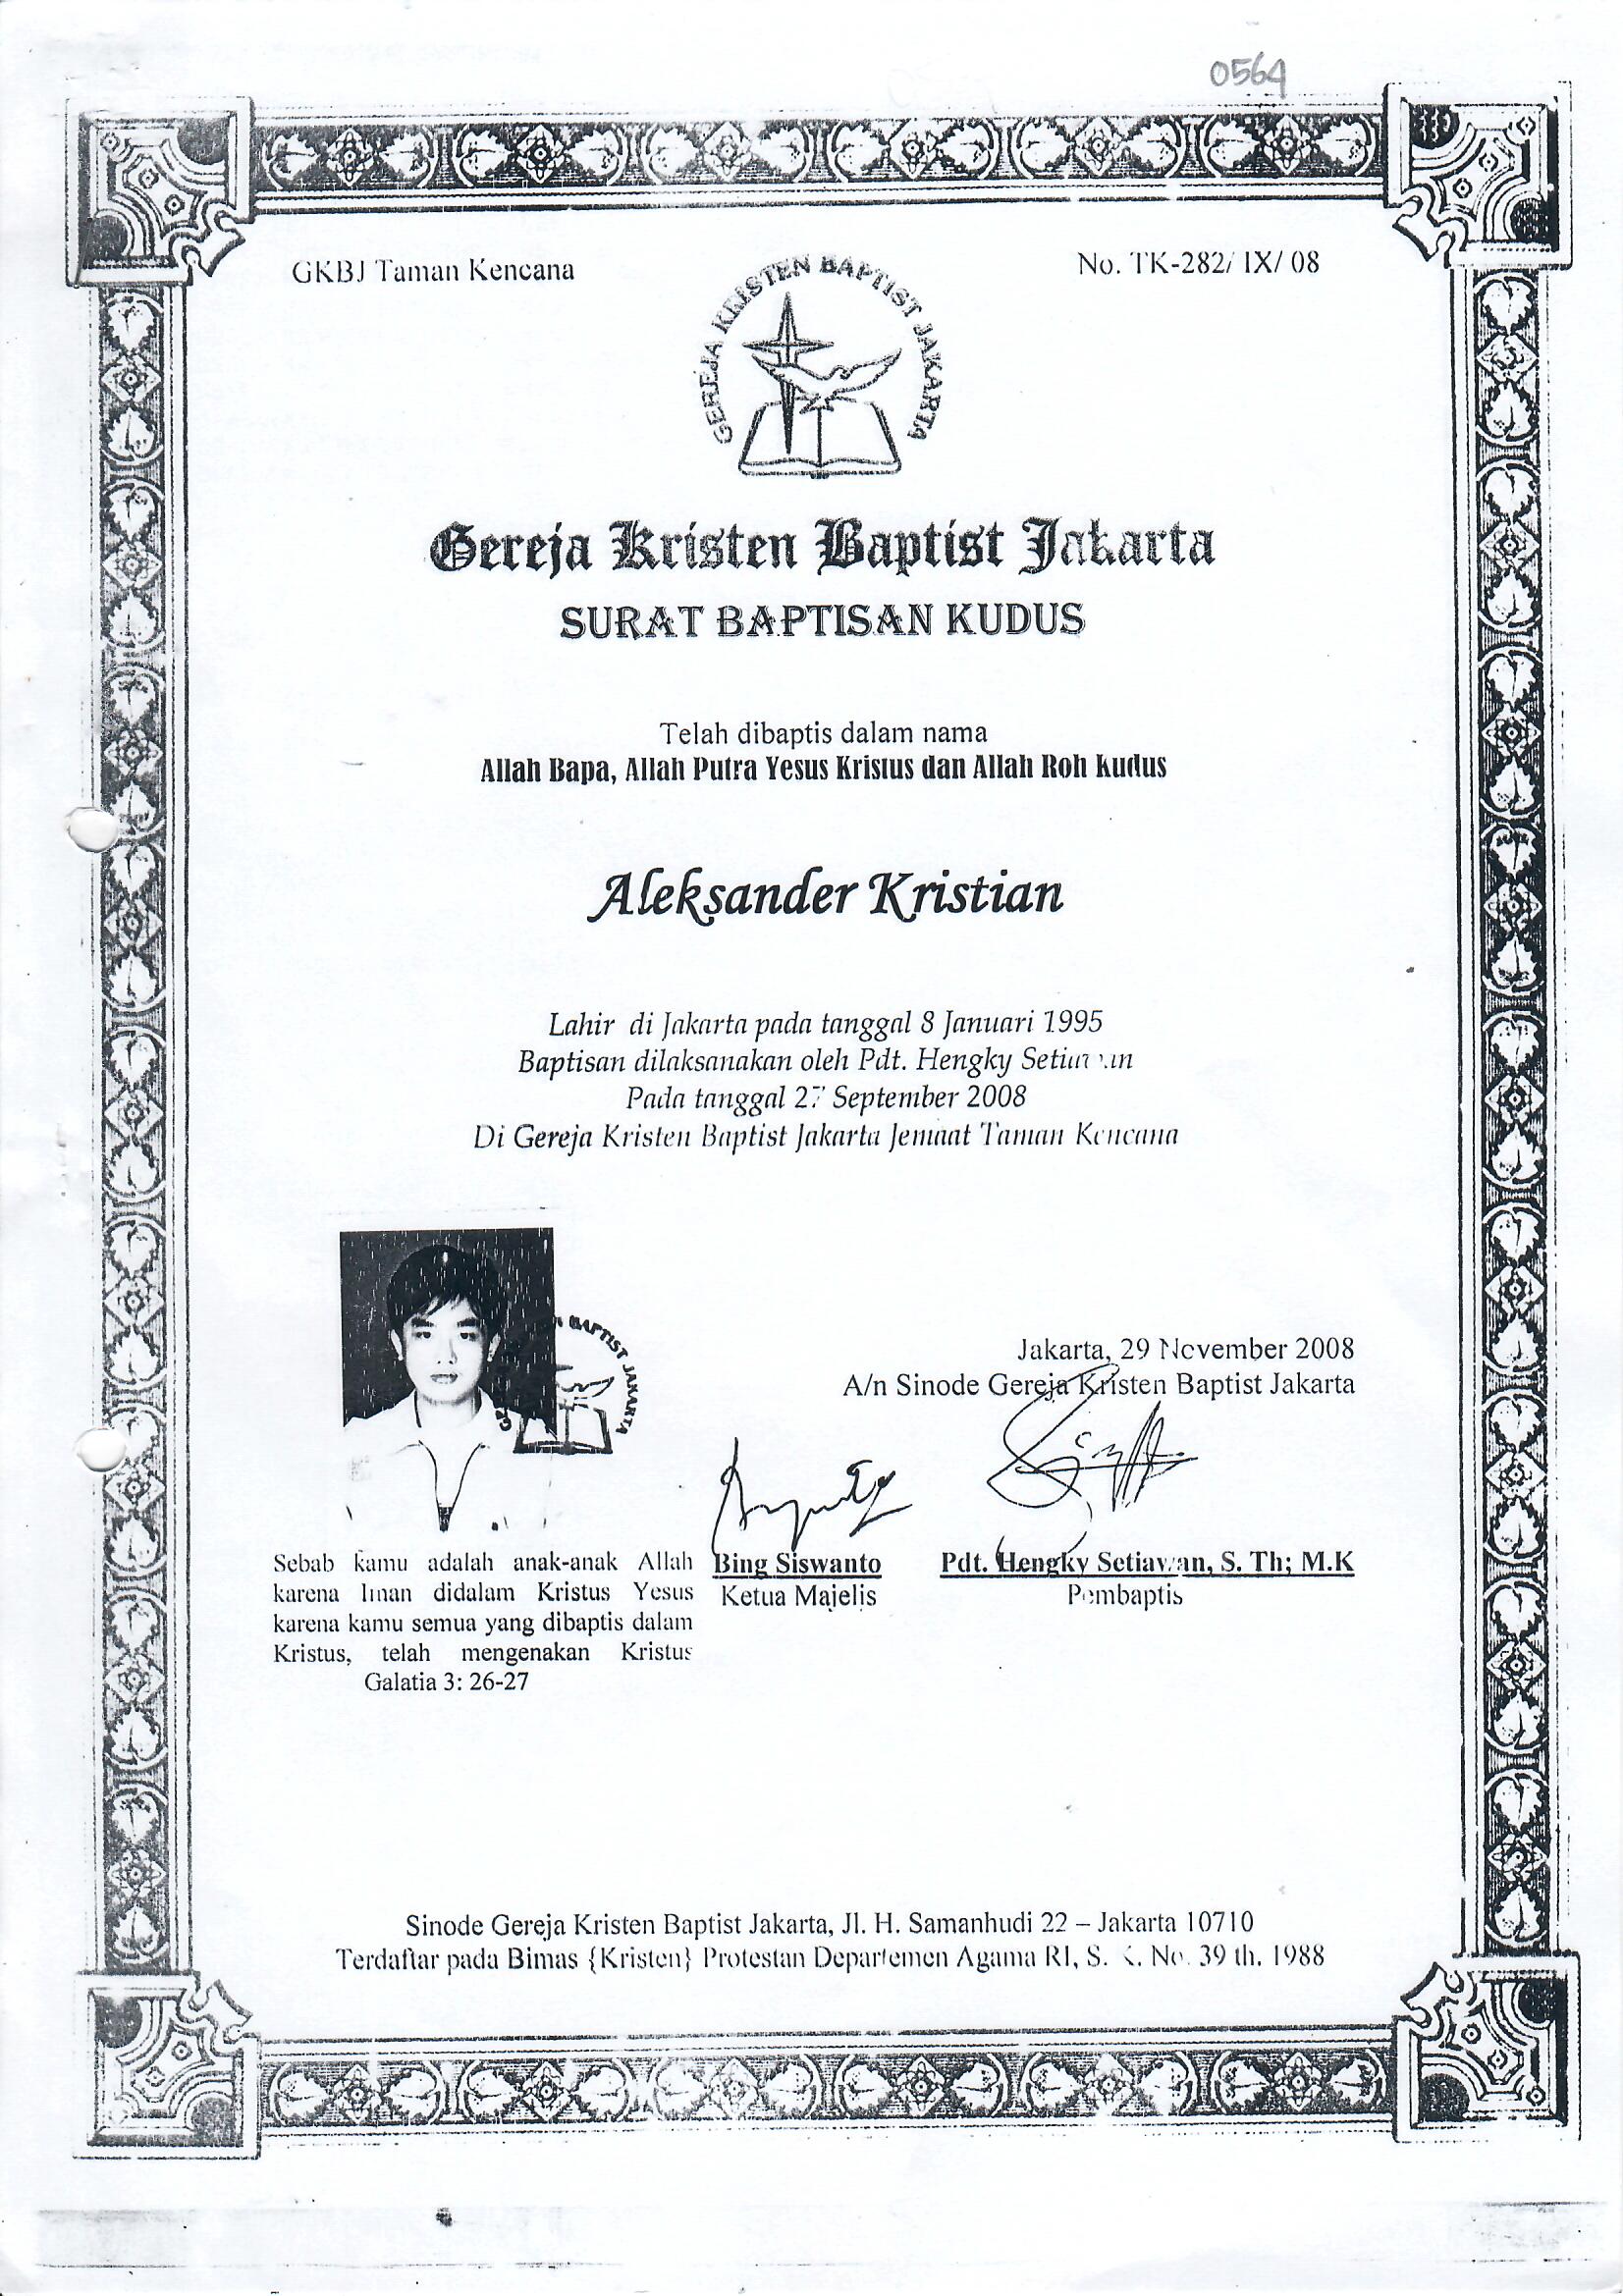 0564
GKBJ Taman Kencana
No. TK-282/ IX/ 08
GEREJA KRISTEN BAPTIST JAKARTA
Gereja Kristen Baptist Jakarta
SURAT BAPTISAN KUDUS
Telah dibaptis dalam nama
Allah Bapa, Allah Putra Yesus Kristus dan Allah Roh Kudus
Aleksander Kristian
Lahir di Jakarta pada tanggal 8 Januari 1995
Baptisan dilaksanakan oleh Pdt. Hengky Setiawan
Pada tanggal 27 September 2008
Di Gereja Kristen Baptist Jakarta Jemaat Taman Kencana
BAPTIST JAKARTA
Jakarta, 29 November 2008
A/n Sinode Gereja Kristen Baptist Jakarta
Bing Siswanto
Ketua Majelis
Pdt. Hengky Setiawan, S. Th; M.K
Pembaptis
Sebab kamu adalah anak-anak Allah
karena Iman didalam Kristus Yesus
karena kamu semua yang dibaptis dalam
Kristus, telah mengenakan Kristus
Galatia 3: 26-27
Sinode Gereja Kristen Baptist Jakarta, Jl. H. Samanhudi 22 – Jakarta 10710
Terdaftar pada Bimas {Kristen} Protestan Departemen Agama RI, S. K. No. 39 th. 1988